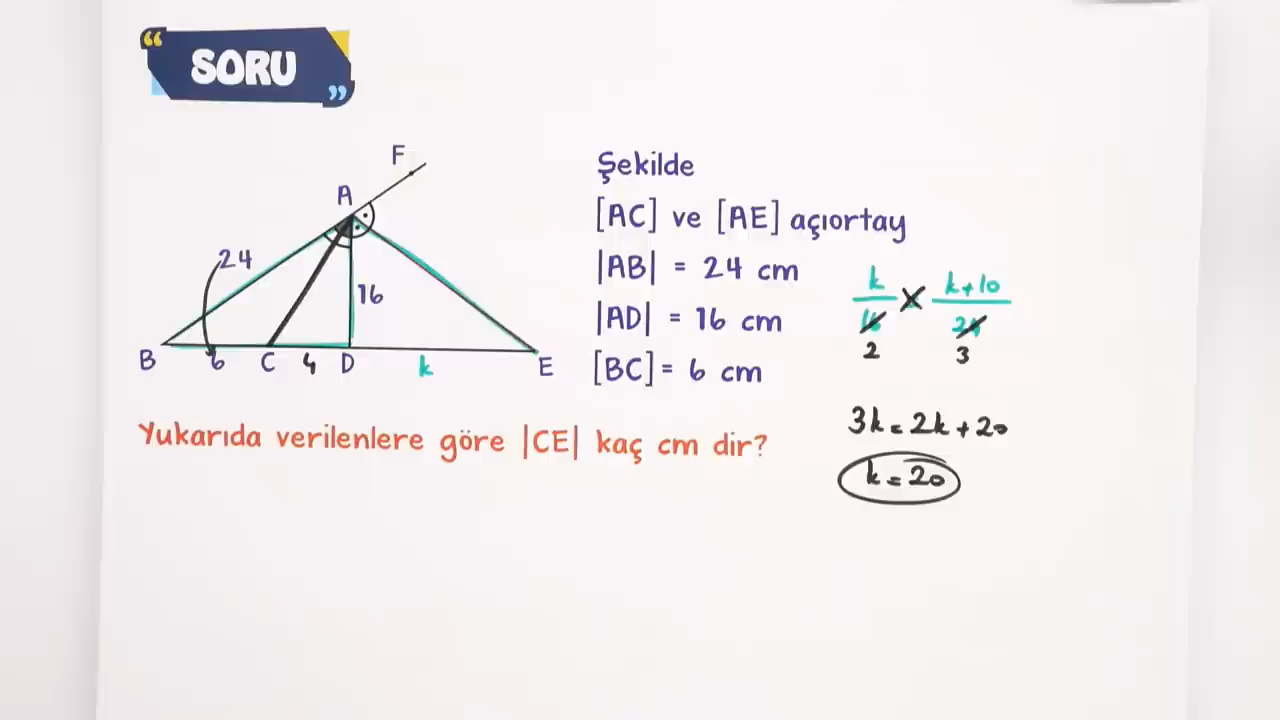 “ SORU ”
F
A
24
16
B 6 C 4 D k E
Şekilde
[AC] ve [AE] açıortay
|AB| = 24 cm
|AD| = 16 cm
[BC] = 6 cm
k k+10
16 x 24
2 3
3k = 2k + 20
k = 20
Yukarıda verilenlere göre |CE| kaç cm dir?